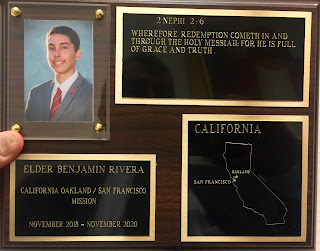 2 NEPHI 2:6
WHEREFORE, REDEMPTION COMETH IN AND
THROUGH THE HOLY MESSIAH: FOR HE IS FULL
OF GRACE AND TRUTH.
CALIFORNIA
OAKLAND
SAN FRANCISCO
ELDER BENJAMIN RIVERA
CALIFORNIA OAKLAND / SAN FRANCISCO
MISSION
NOVEMBER 2018 - NOVEMBER 2020